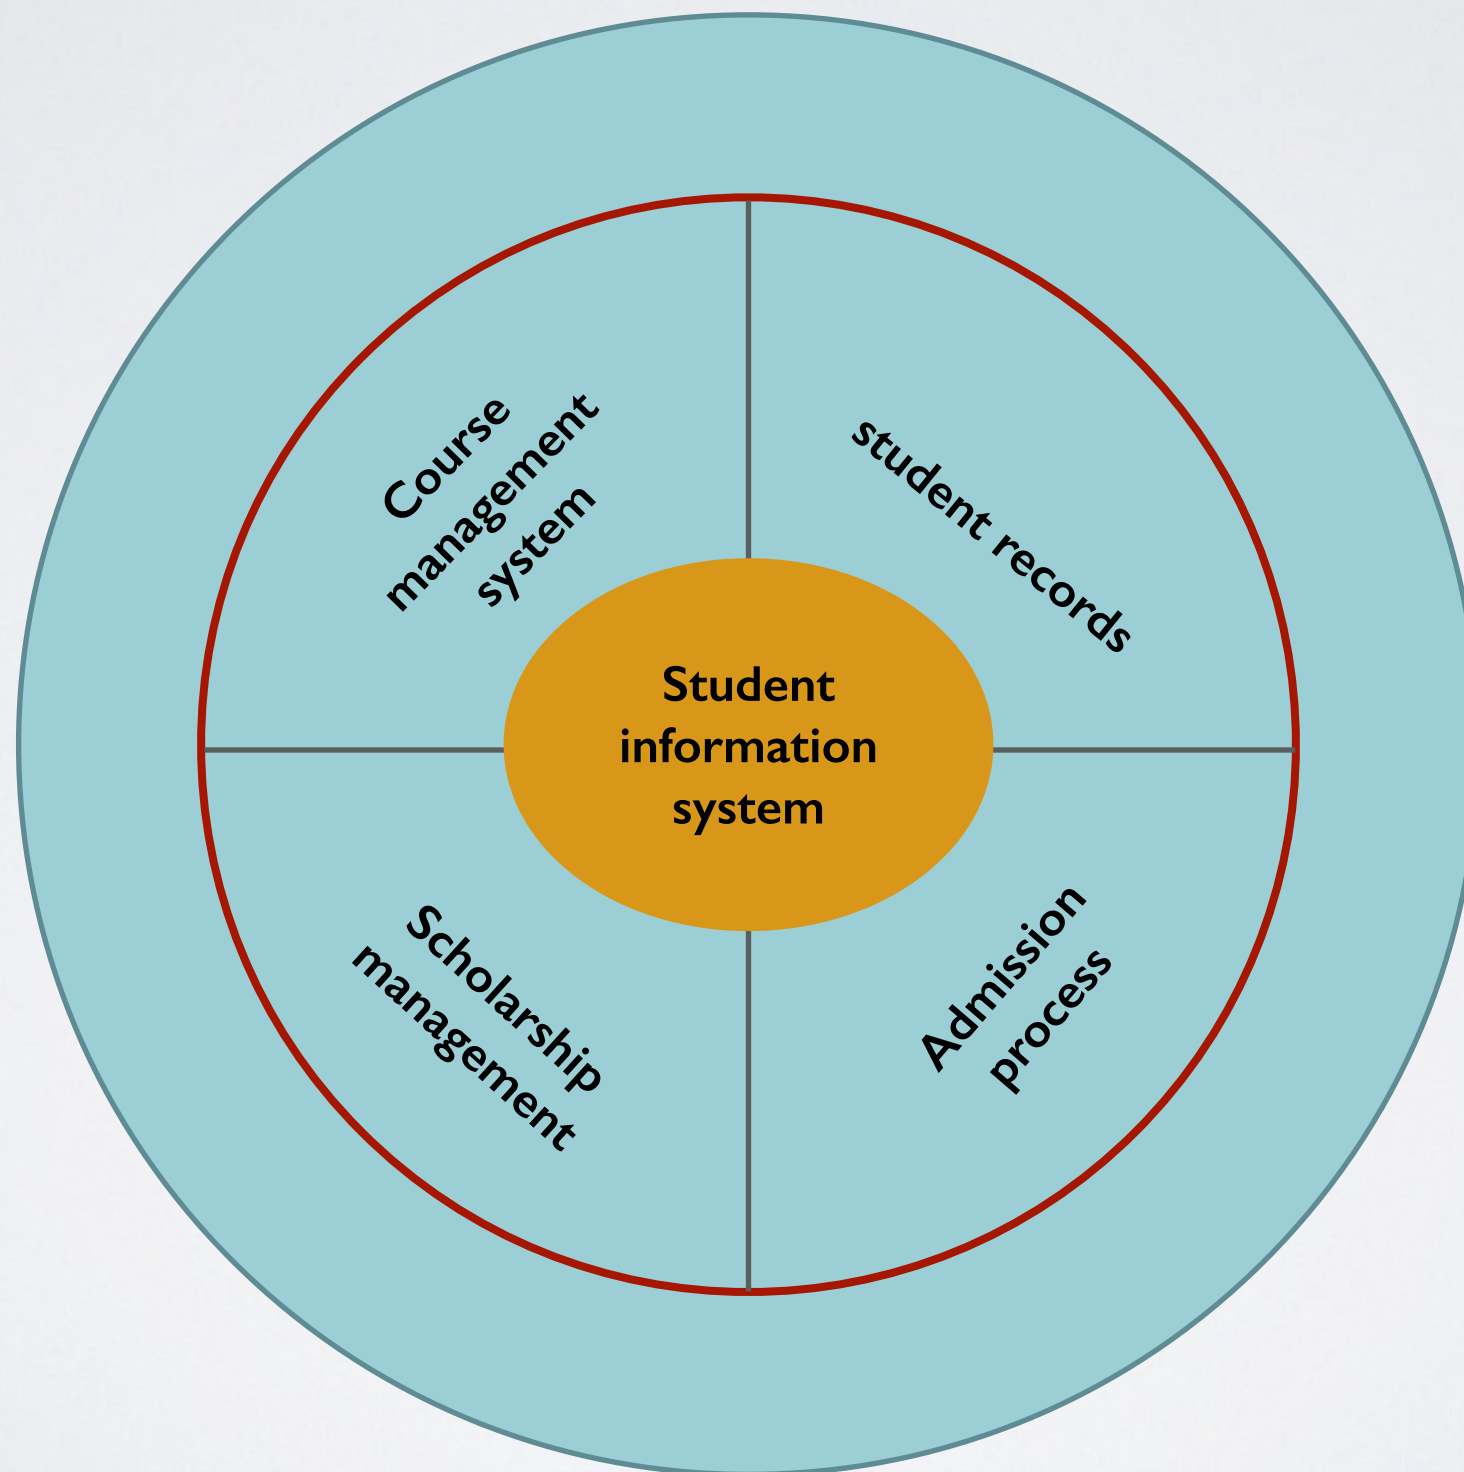 Course
management
system
student records
Student
information
system
Scholarship
management
Admission
process